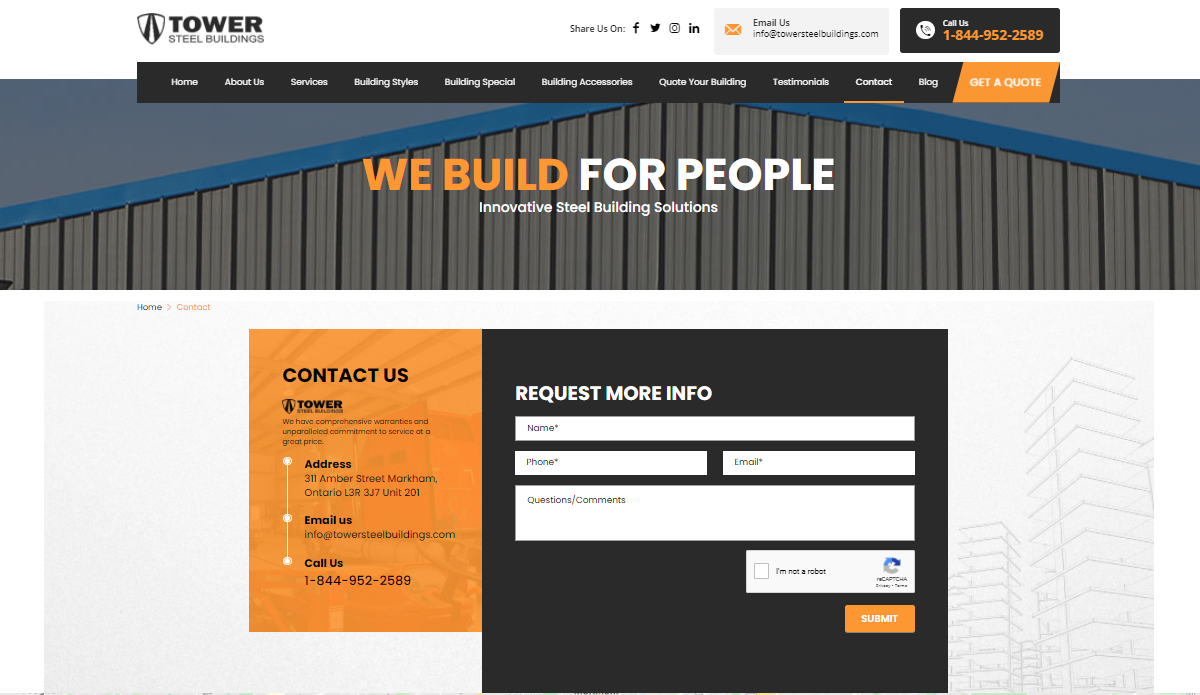 TOWER
STEEL BUILDINGS
Share Us On:
Email Us
info@towersteelbuildings.com
Call Us
1-844-952-2589
Home About Us Services Building Styles Building Special Building Accessories Quote Your Building Testimonials Contact Blog GET A QUOTE
WE BUILD FOR PEOPLE
Innovative Steel Building Solutions
Home > Contact
CONTACT US
TOWER
STEEL BUILDINGS
We have comprehensive warranties and
unparalleled commitment to service at a
great price.
Address
311 Amber Street Markham,
Ontario L3R 3J7 Unit 201
Email us
info@towersteelbuildings.com
Call Us
1-844-952-2589
REQUEST MORE INFO
Name*
Phone* Email*
Questions/Comments
I'm not a robot
reCAPTCHA
Privacy - Terms
SUBMIT